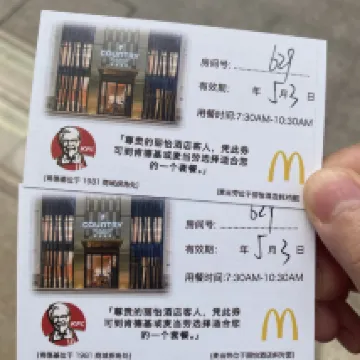 COUNTRY
房间号: 629
有效期: 年 5月3日
用餐时间:7:30AM-10:30AM
KFC
「尊贵的丽怡酒店客人,凭此券
可到肯德基或麦当劳选择适合您
的一个套餐。」
COUNTRY
房间号: 629
有效期: 年 5月3日
用餐时间:7:30AM-10:30AM
KFC
「尊贵的丽怡酒店客人,凭此券
可到肯德基或麦当劳选择适合您
的一个套餐。」